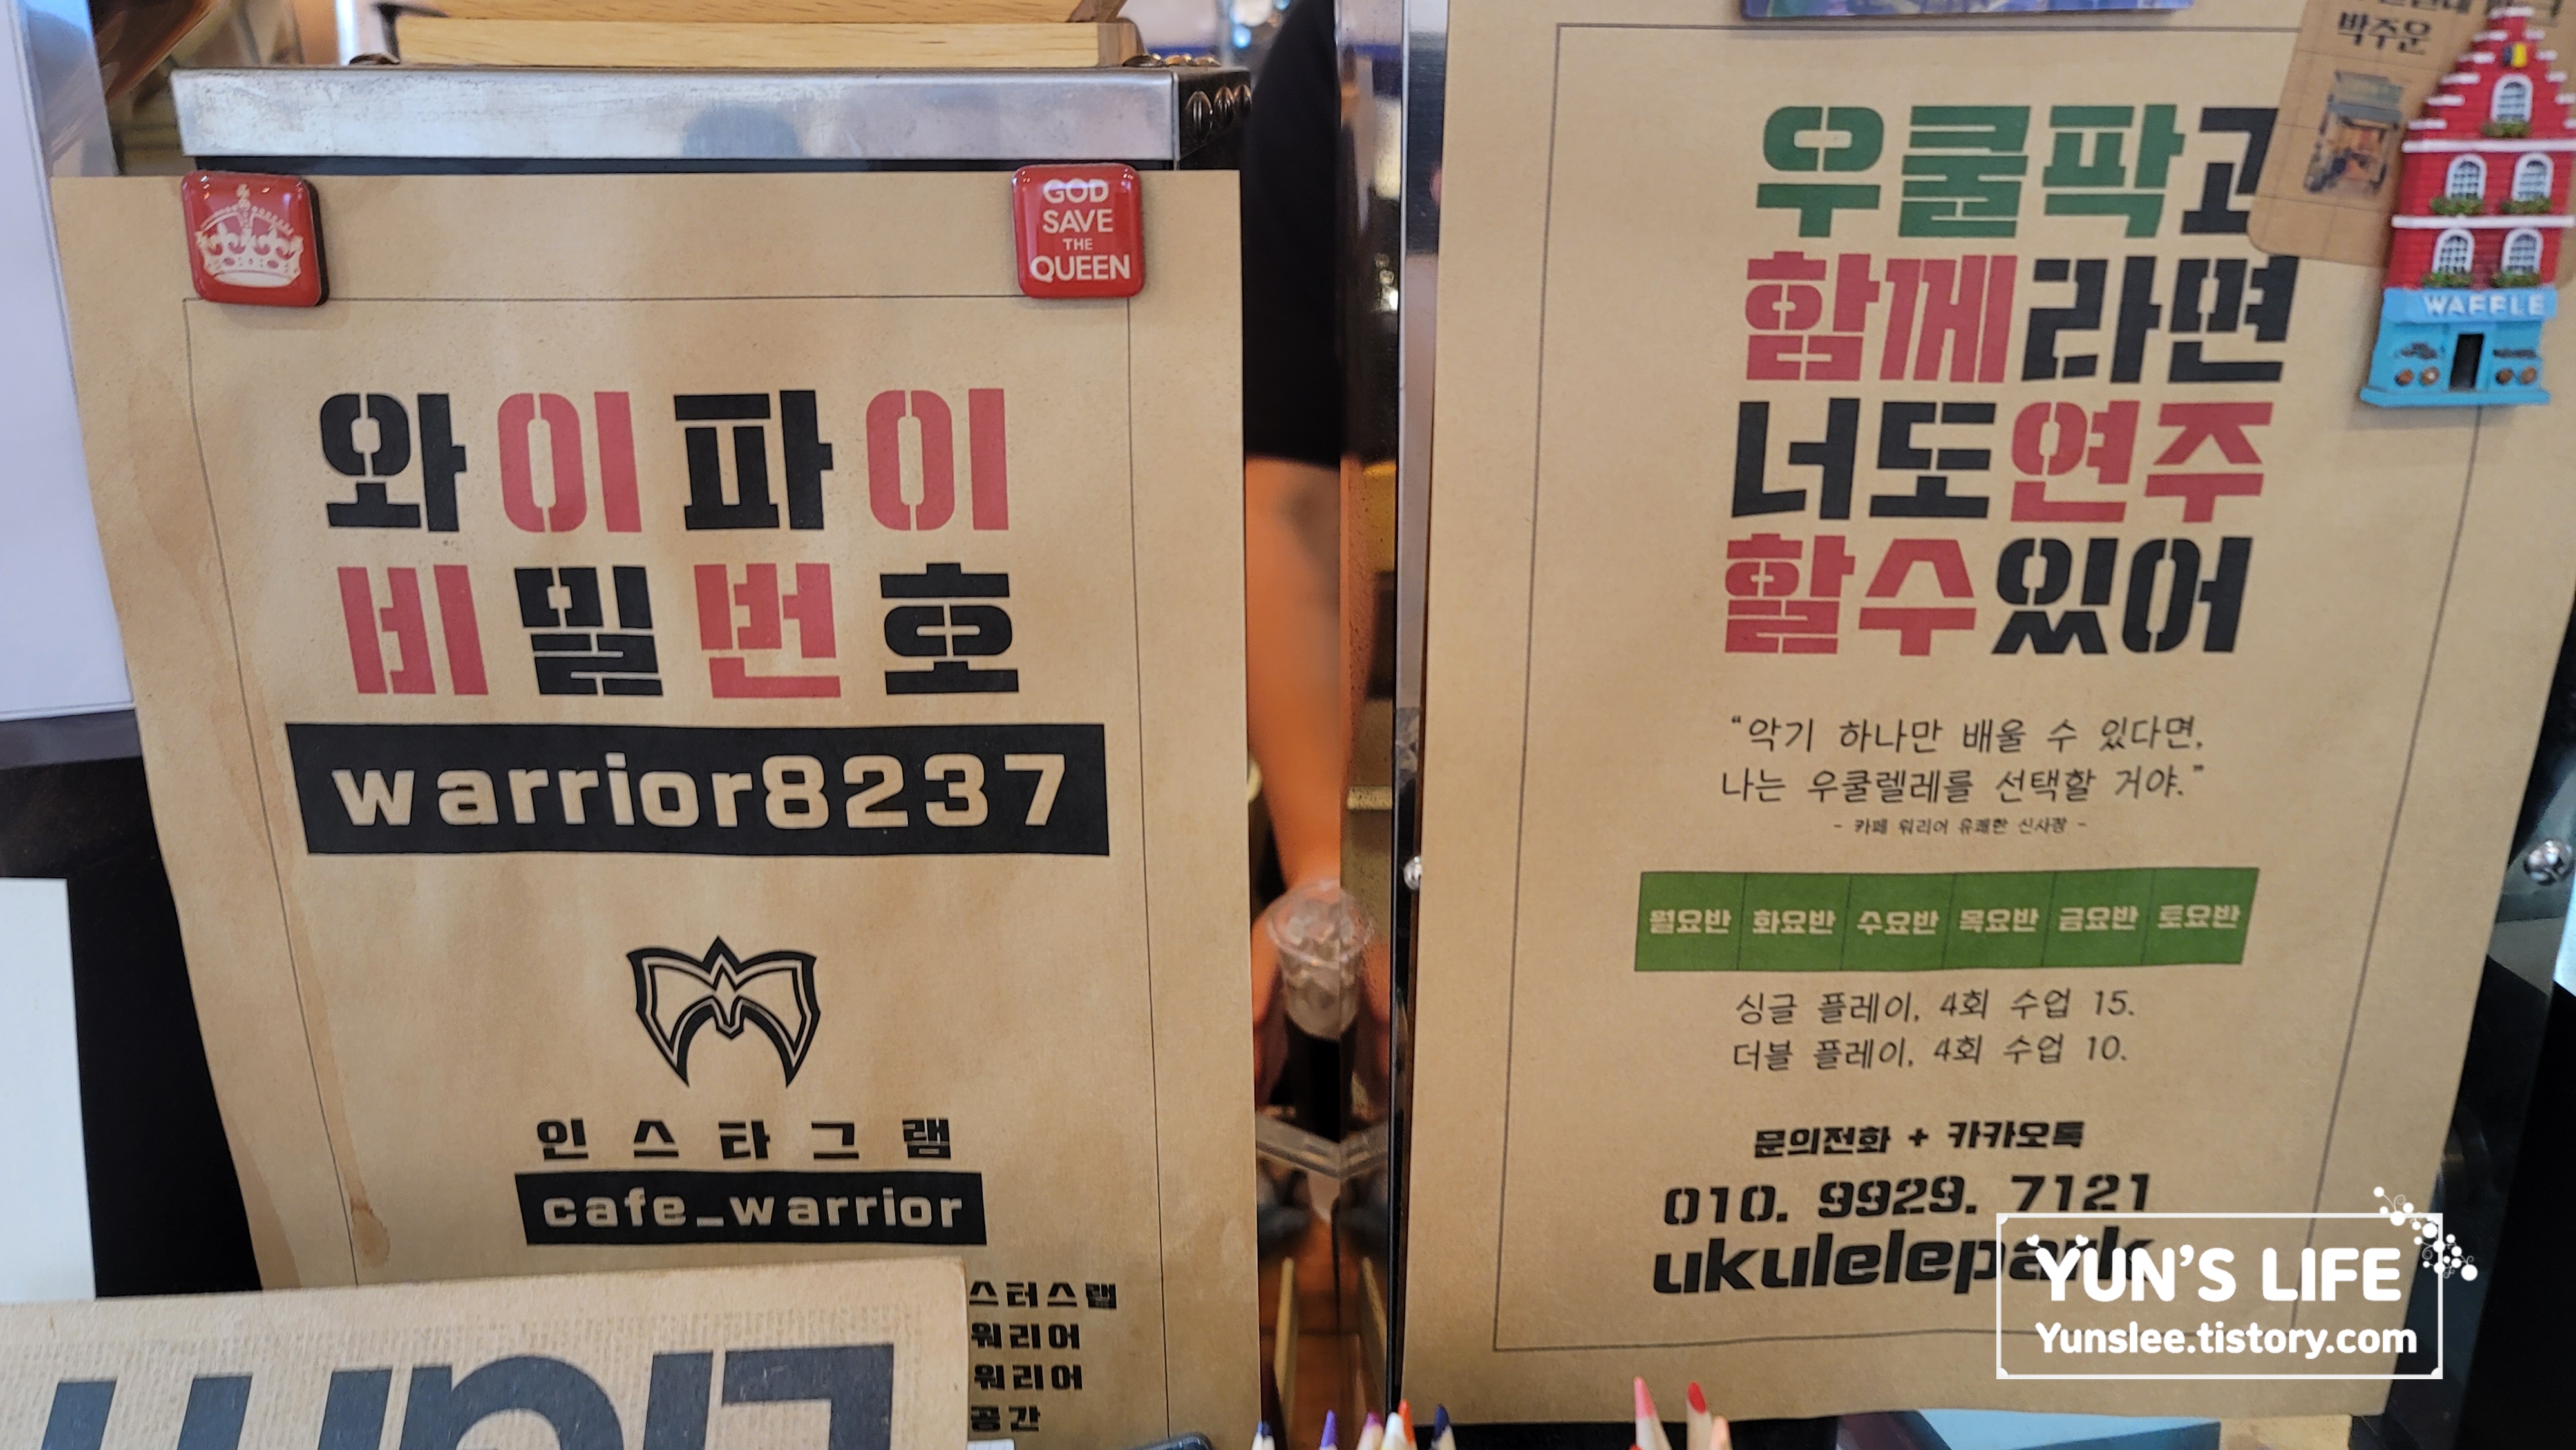 GOD
SAVE
THE
QUEEN
와이파이
비밀번호
warrior8237
인스타그램
cafe_warrior
스터스랩
워리어
워리어
공간
박주운
WAFFLE
우쿨팍과
함께라면
너도연주
할수있어
“악기 하나만 배울 수 있다면,
나는 우쿨렐레를 선택할 거야.”
- 카페 워리어 유쾌한 신사장 -
월요반 화요반 수요반 목요반 금요반 토요반
싱글 플레이, 4회 수업 15.
더블 플레이, 4회 수업 10.
문의전화 + 카카오톡
010. 9929. 7121
ukulelepark
YUN'S LIFE
Yunslee.tistory.com